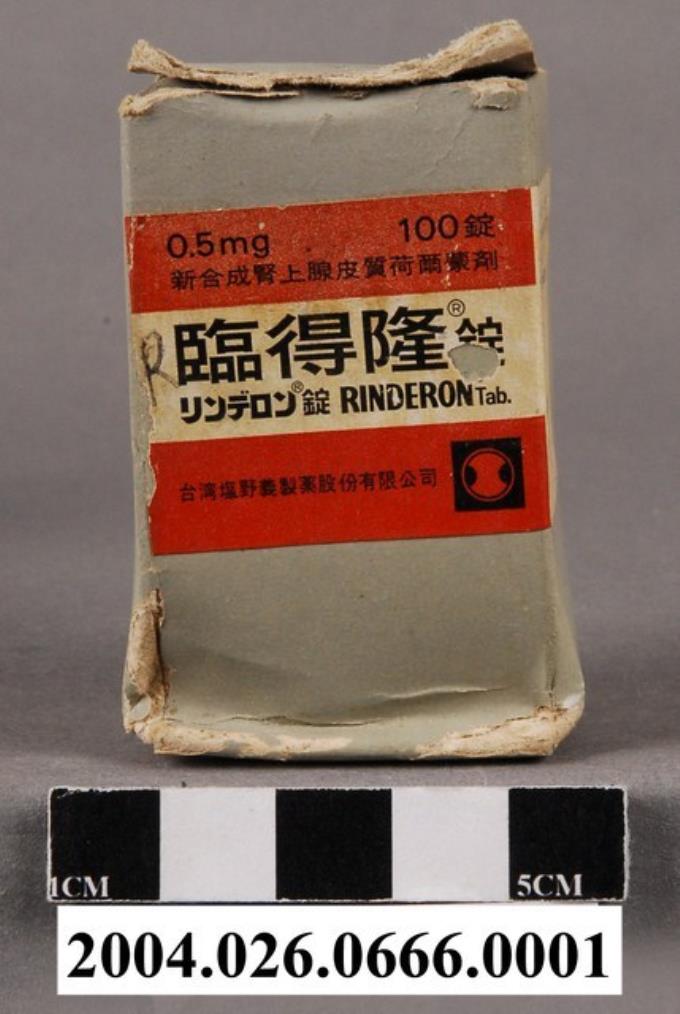 0.5mg 100錠
新合成腎上腺皮質荷爾蒙剤
R
臨得隆®錠
リンデロン®錠 RINDERON Tab.
台湾塩野義製薬股份有限公司
1CM 5CM
2004.026.0666.0001